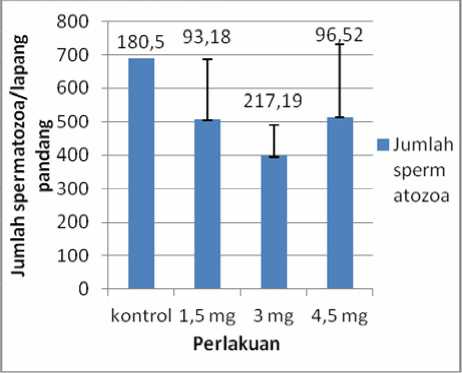 Jumlah spermatozoa/lapang
pandang
800
700
600
500
400
300
200
100
0
180,5
93,18
217,19
96,52
kontrol 1,5 mg 3 mg 4,5 mg
Perlakuan
Jumlah
sperm
atozoa